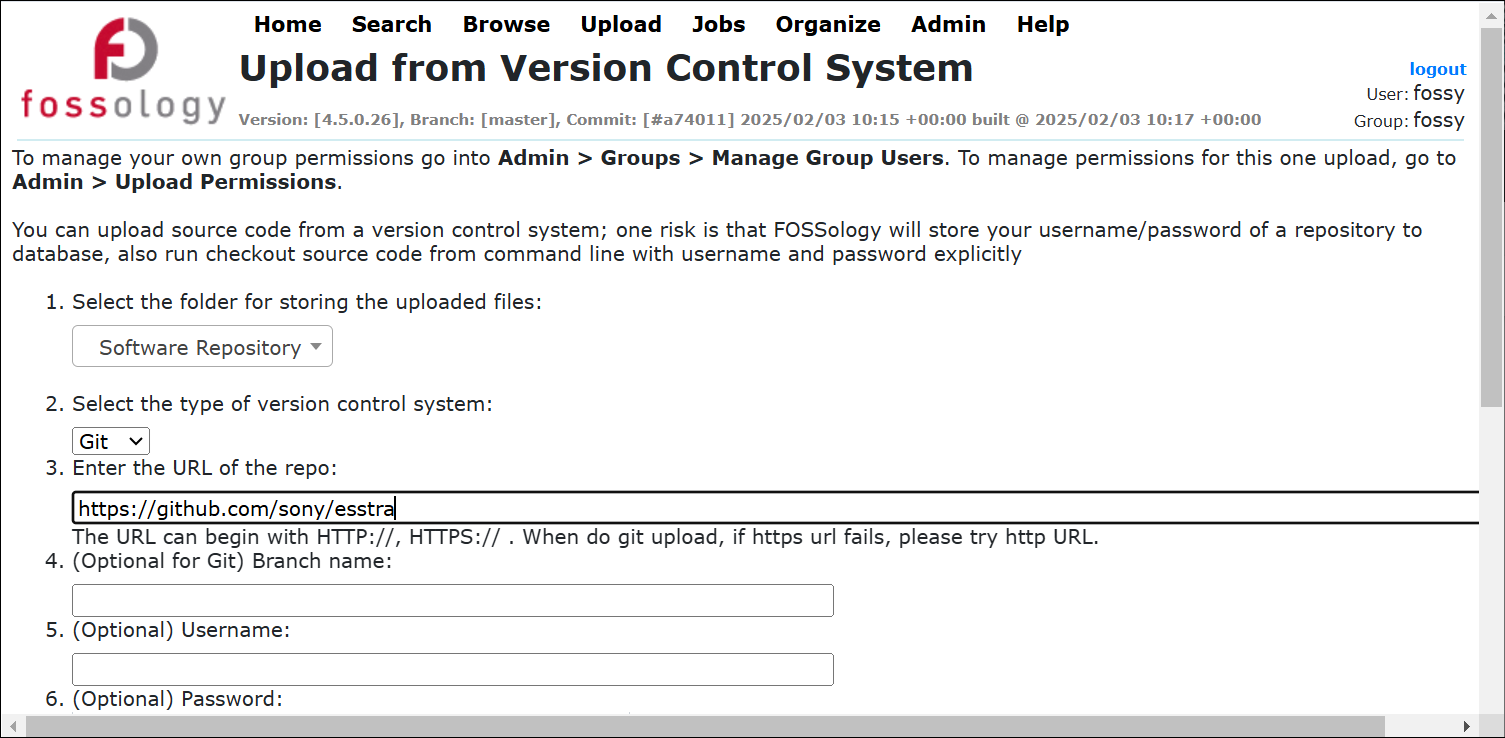 Home Search Browse Upload Jobs Organize Admin Help
fossology
Upload from Version Control System
logout
User: fossy
Version: [4.5.0.26], Branch: [master], Commit: [#a74011] 2025/02/03 10:15 +00:00 built @ 2025/02/03 10:17 +00:00
Group: fossy
To manage your own group permissions go into Admin > Groups > Manage Group Users. To manage permissions for this one upload, go to
Admin > Upload Permissions.
You can upload source code from a version control system; one risk is that FOSSology will store your username/password of a repository to
database, also run checkout source code from command line with username and password explicitly
1. Select the folder for storing the uploaded files:
Software Repository
2. Select the type of version control system:
Git
3. Enter the URL of the repo:
https://github.com/sony/esstra
The URL can begin with HTTP://, HTTPS:// . When do git upload, if https url fails, please try http URL.
4. (Optional for Git) Branch name:
5. (Optional) Username:
6. (Optional) Password: